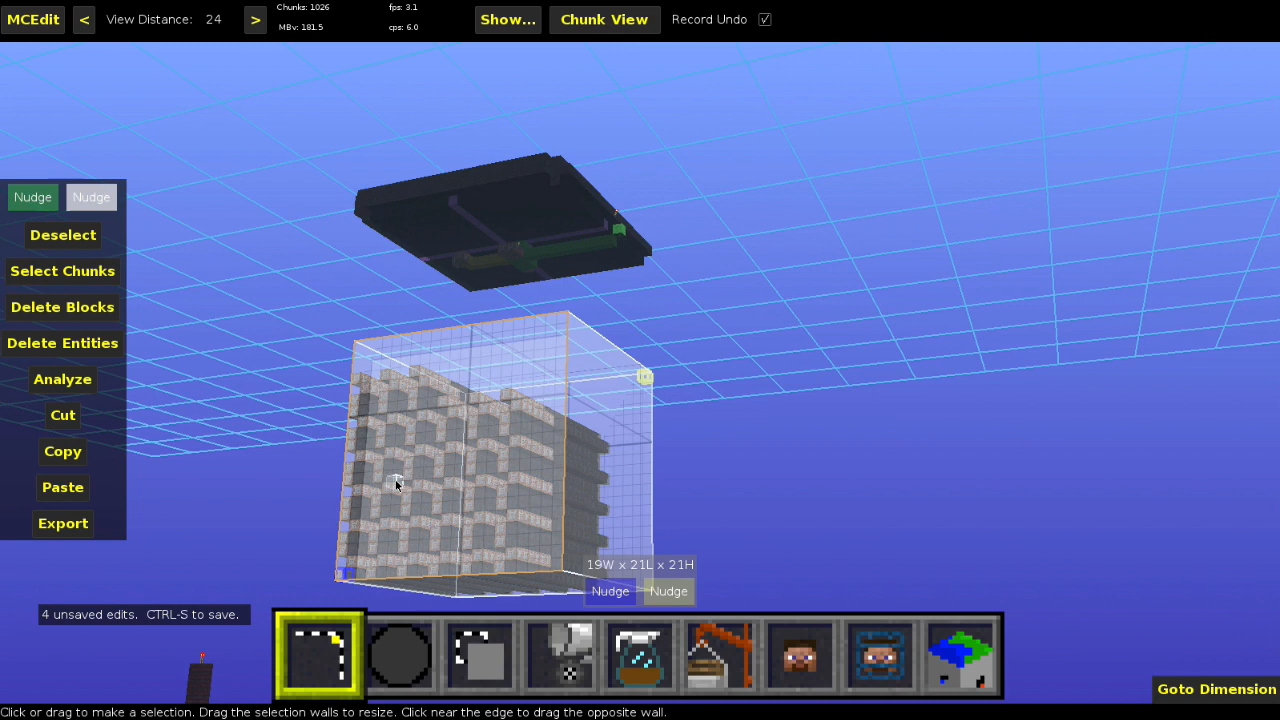 MCEdit < View Distance: 24 > Chunks: 1026 fps: 3.1 Show... Chunk View Record Undo
MBv: 181.5 cps: 6.0
Nudge Nudge
Deselect
Select Chunks
Delete Blocks
Delete Entities
Analyze
Cut
Copy
Paste
Export
19W x 21L x 21H
Nudge Nudge
4 unsaved edits. CTRL-S to save.
Goto Dimension
Click or drag to make a selection. Drag the selection walls to resize. Click near the edge to drag the opposite wall.